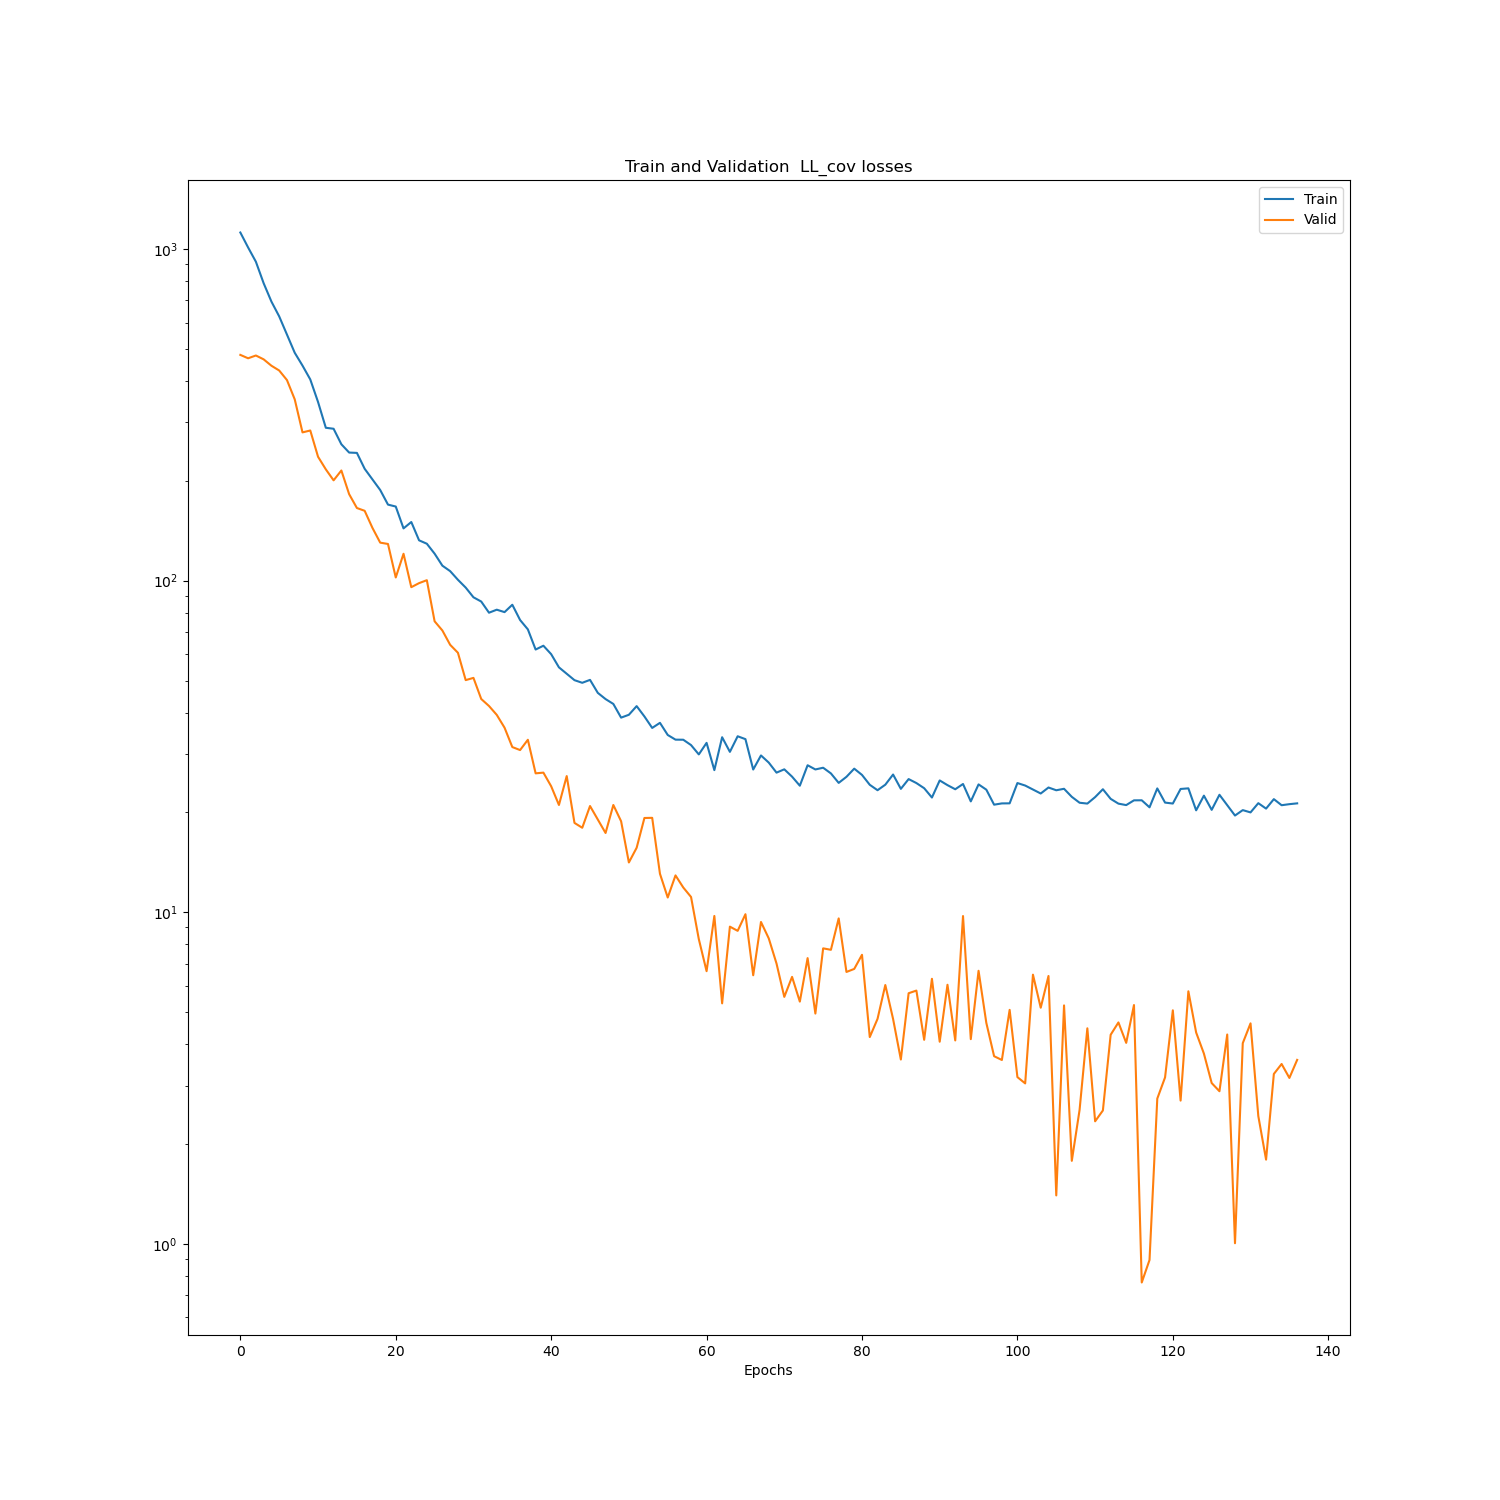 Train and Validation  LL_cov losses
Train
Valid
10³
10²
10¹
10⁰
0 20 40 60 80 100 120 140
Epochs